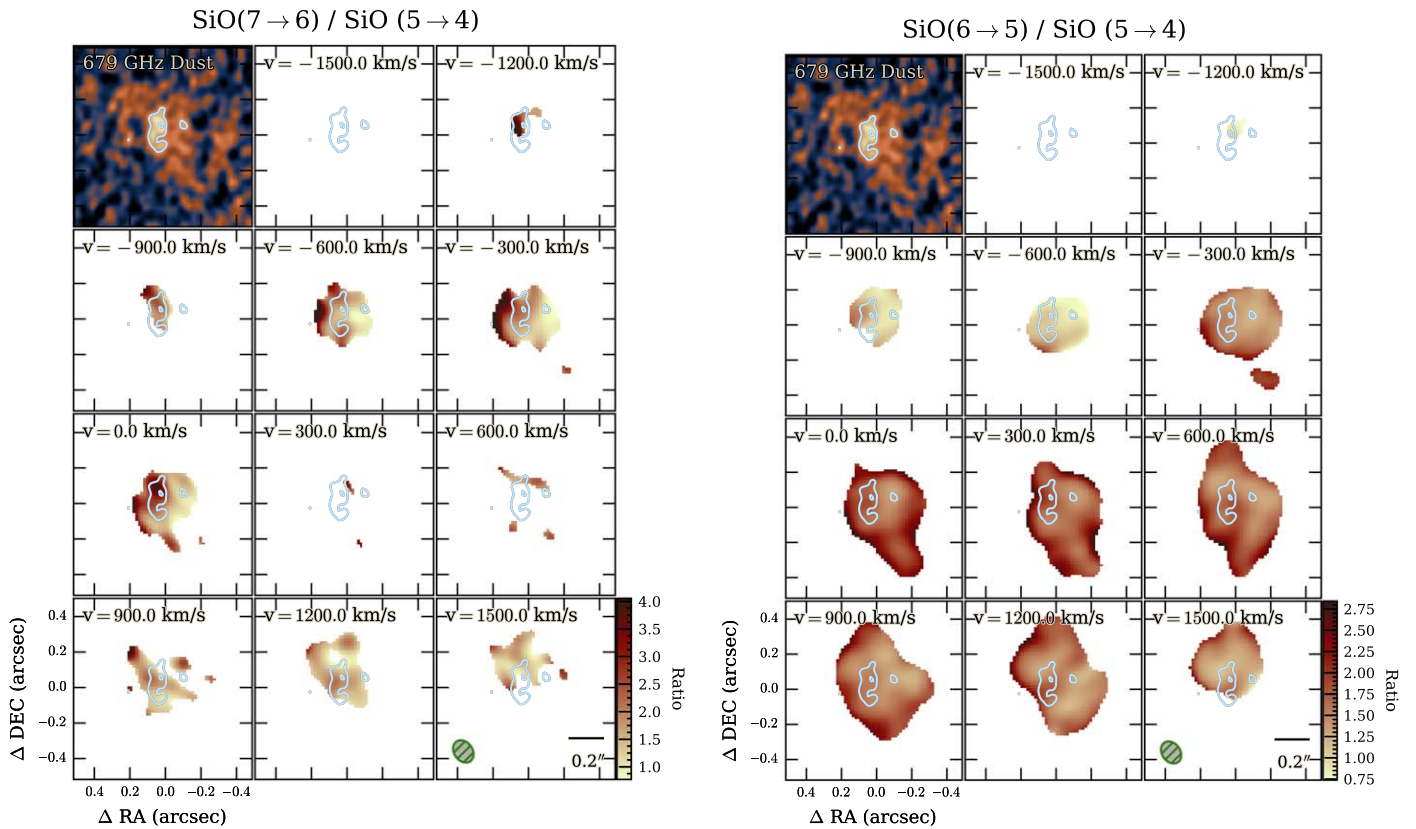 SiO(7→6) / SiO (5→4)
679 GHz Dust
v = −1500.0 km/s
v = −1200.0 km/s
v = −900.0 km/s
v = −600.0 km/s
v = −300.0 km/s
v = 0.0 km/s
v = 300.0 km/s
v = 600.0 km/s
v = 900.0 km/s
v = 1200.0 km/s
v = 1500.0 km/s
0.2″
0.4
0.2
0.0
−0.2
−0.4
Δ DEC (arcsec)
0.4 0.2 0.0 −0.2 −0.4
Δ RA (arcsec)
4.0
3.5
3.0
2.5
2.0
1.5
1.0
Ratio
SiO(6→5) / SiO (5→4)
679 GHz Dust
v = −1500.0 km/s
v = −1200.0 km/s
v = −900.0 km/s
v = −600.0 km/s
v = −300.0 km/s
v = 0.0 km/s
v = 300.0 km/s
v = 600.0 km/s
v = 900.0 km/s
v = 1200.0 km/s
v = 1500.0 km/s
0.2″
0.4
0.2
0.0
−0.2
−0.4
Δ DEC (arcsec)
0.4 0.2 0.0 −0.2 −0.4
Δ RA (arcsec)
2.75
2.50
2.25
2.00
1.75
1.50
1.25
1.00
0.75
Ratio